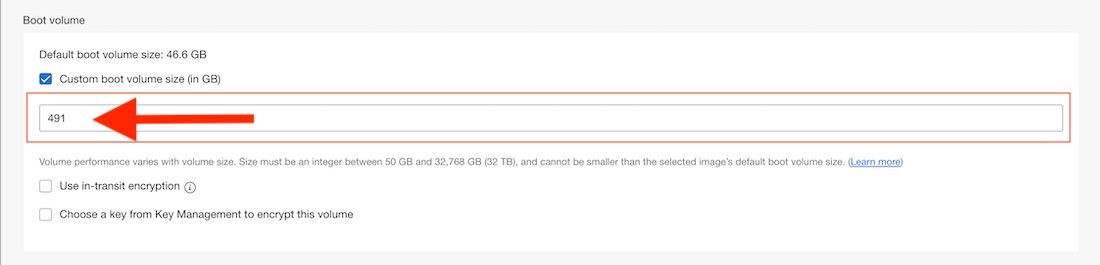 Boot volume
Default boot volume size: 46.6 GB
Custom boot volume size (in GB)
491
Volume performance varies with volume size. Size must be an integer between 50 GB and 32,768 GB (32 TB), and cannot be smaller than the selected image's default boot volume size. (Learn more)
Use in-transit encryption i
Choose a key from Key Management to encrypt this volume